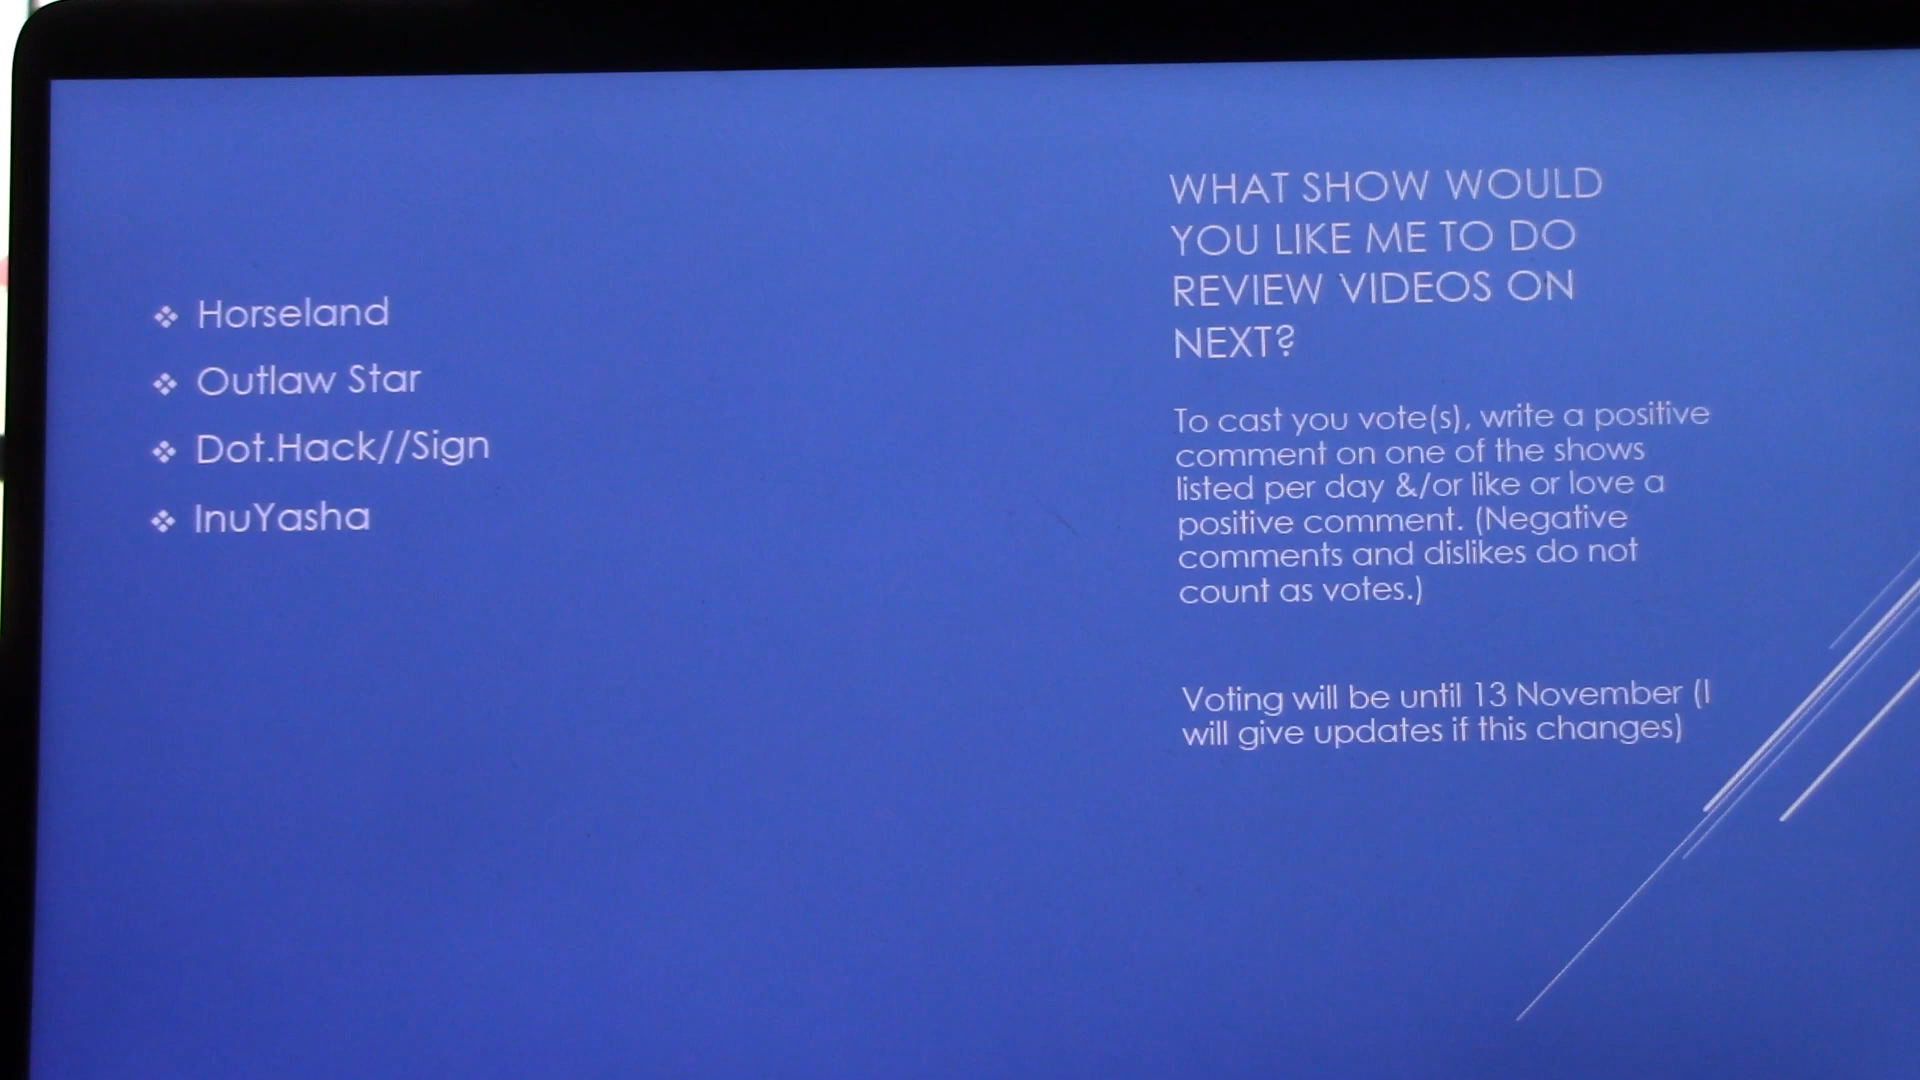 Horseland
Outlaw Star
Dot.Hack//Sign
InuYasha
WHAT SHOW WOULD
YOU LIKE ME TO DO
REVIEW VIDEOS ON
NEXT?
To cast you vote(s), write a positive
comment on one of the shows
listed per day &/or like or love a
positive comment. (Negative
comments and dislikes do not
count as votes.)
Voting will be until 13 November (I
will give updates if this changes)